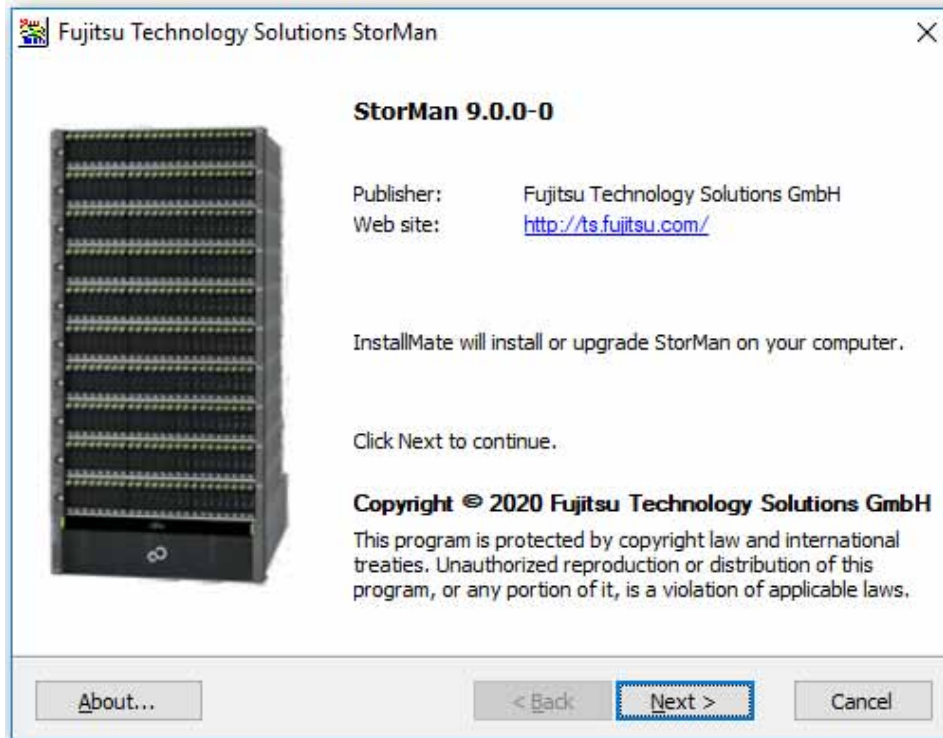 Fujitsu Technology Solutions StorMan
StorMan 9.0.0-0
Publisher: Fujitsu Technology Solutions GmbH
Web site: http://ts.fujitsu.com/
InstallMate will install or upgrade StorMan on your computer.
Click Next to continue.
Copyright © 2020 Fujitsu Technology Solutions GmbH
This program is protected by copyright law and international
treaties. Unauthorized reproduction or distribution of this
program, or any portion of it, is a violation of applicable laws.
About... < Back Next > Cancel